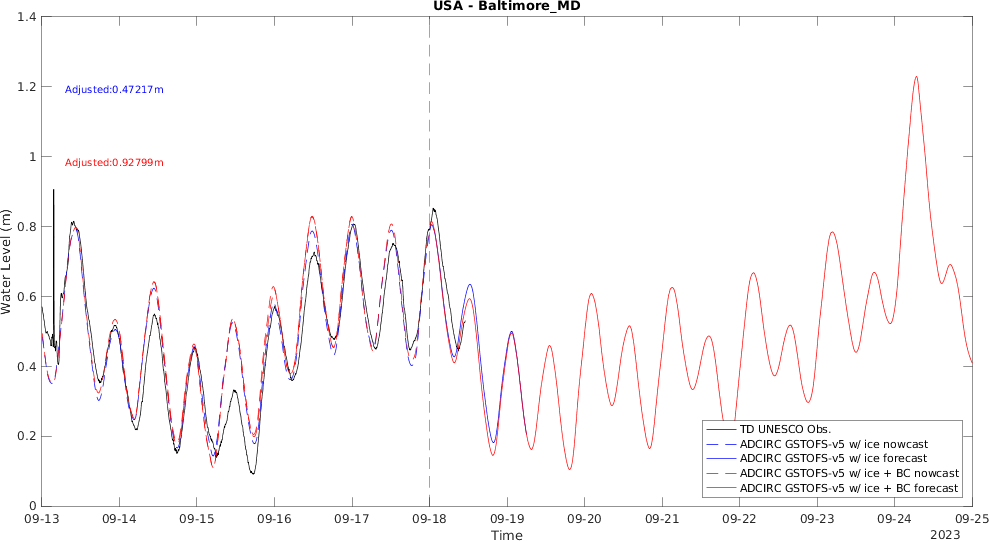 USA - Baltimore_MD
1.4
1.2
1
0.8
0.6
0.4
0.2
0
Water Level (m)
Adjusted:0.47217m
Adjusted:0.92799m
TD UNESCO Obs.
ADCIRC GSTOFS-v5 w/ ice nowcast
ADCIRC GSTOFS-v5 w/ ice forecast
ADCIRC GSTOFS-v5 w/ ice + BC nowcast
ADCIRC GSTOFS-v5 w/ ice + BC forecast
09-13 09-14 09-15 09-16 09-17 09-18 09-19 09-20 09-21 09-22 09-23 09-24 09-25
Time
2023